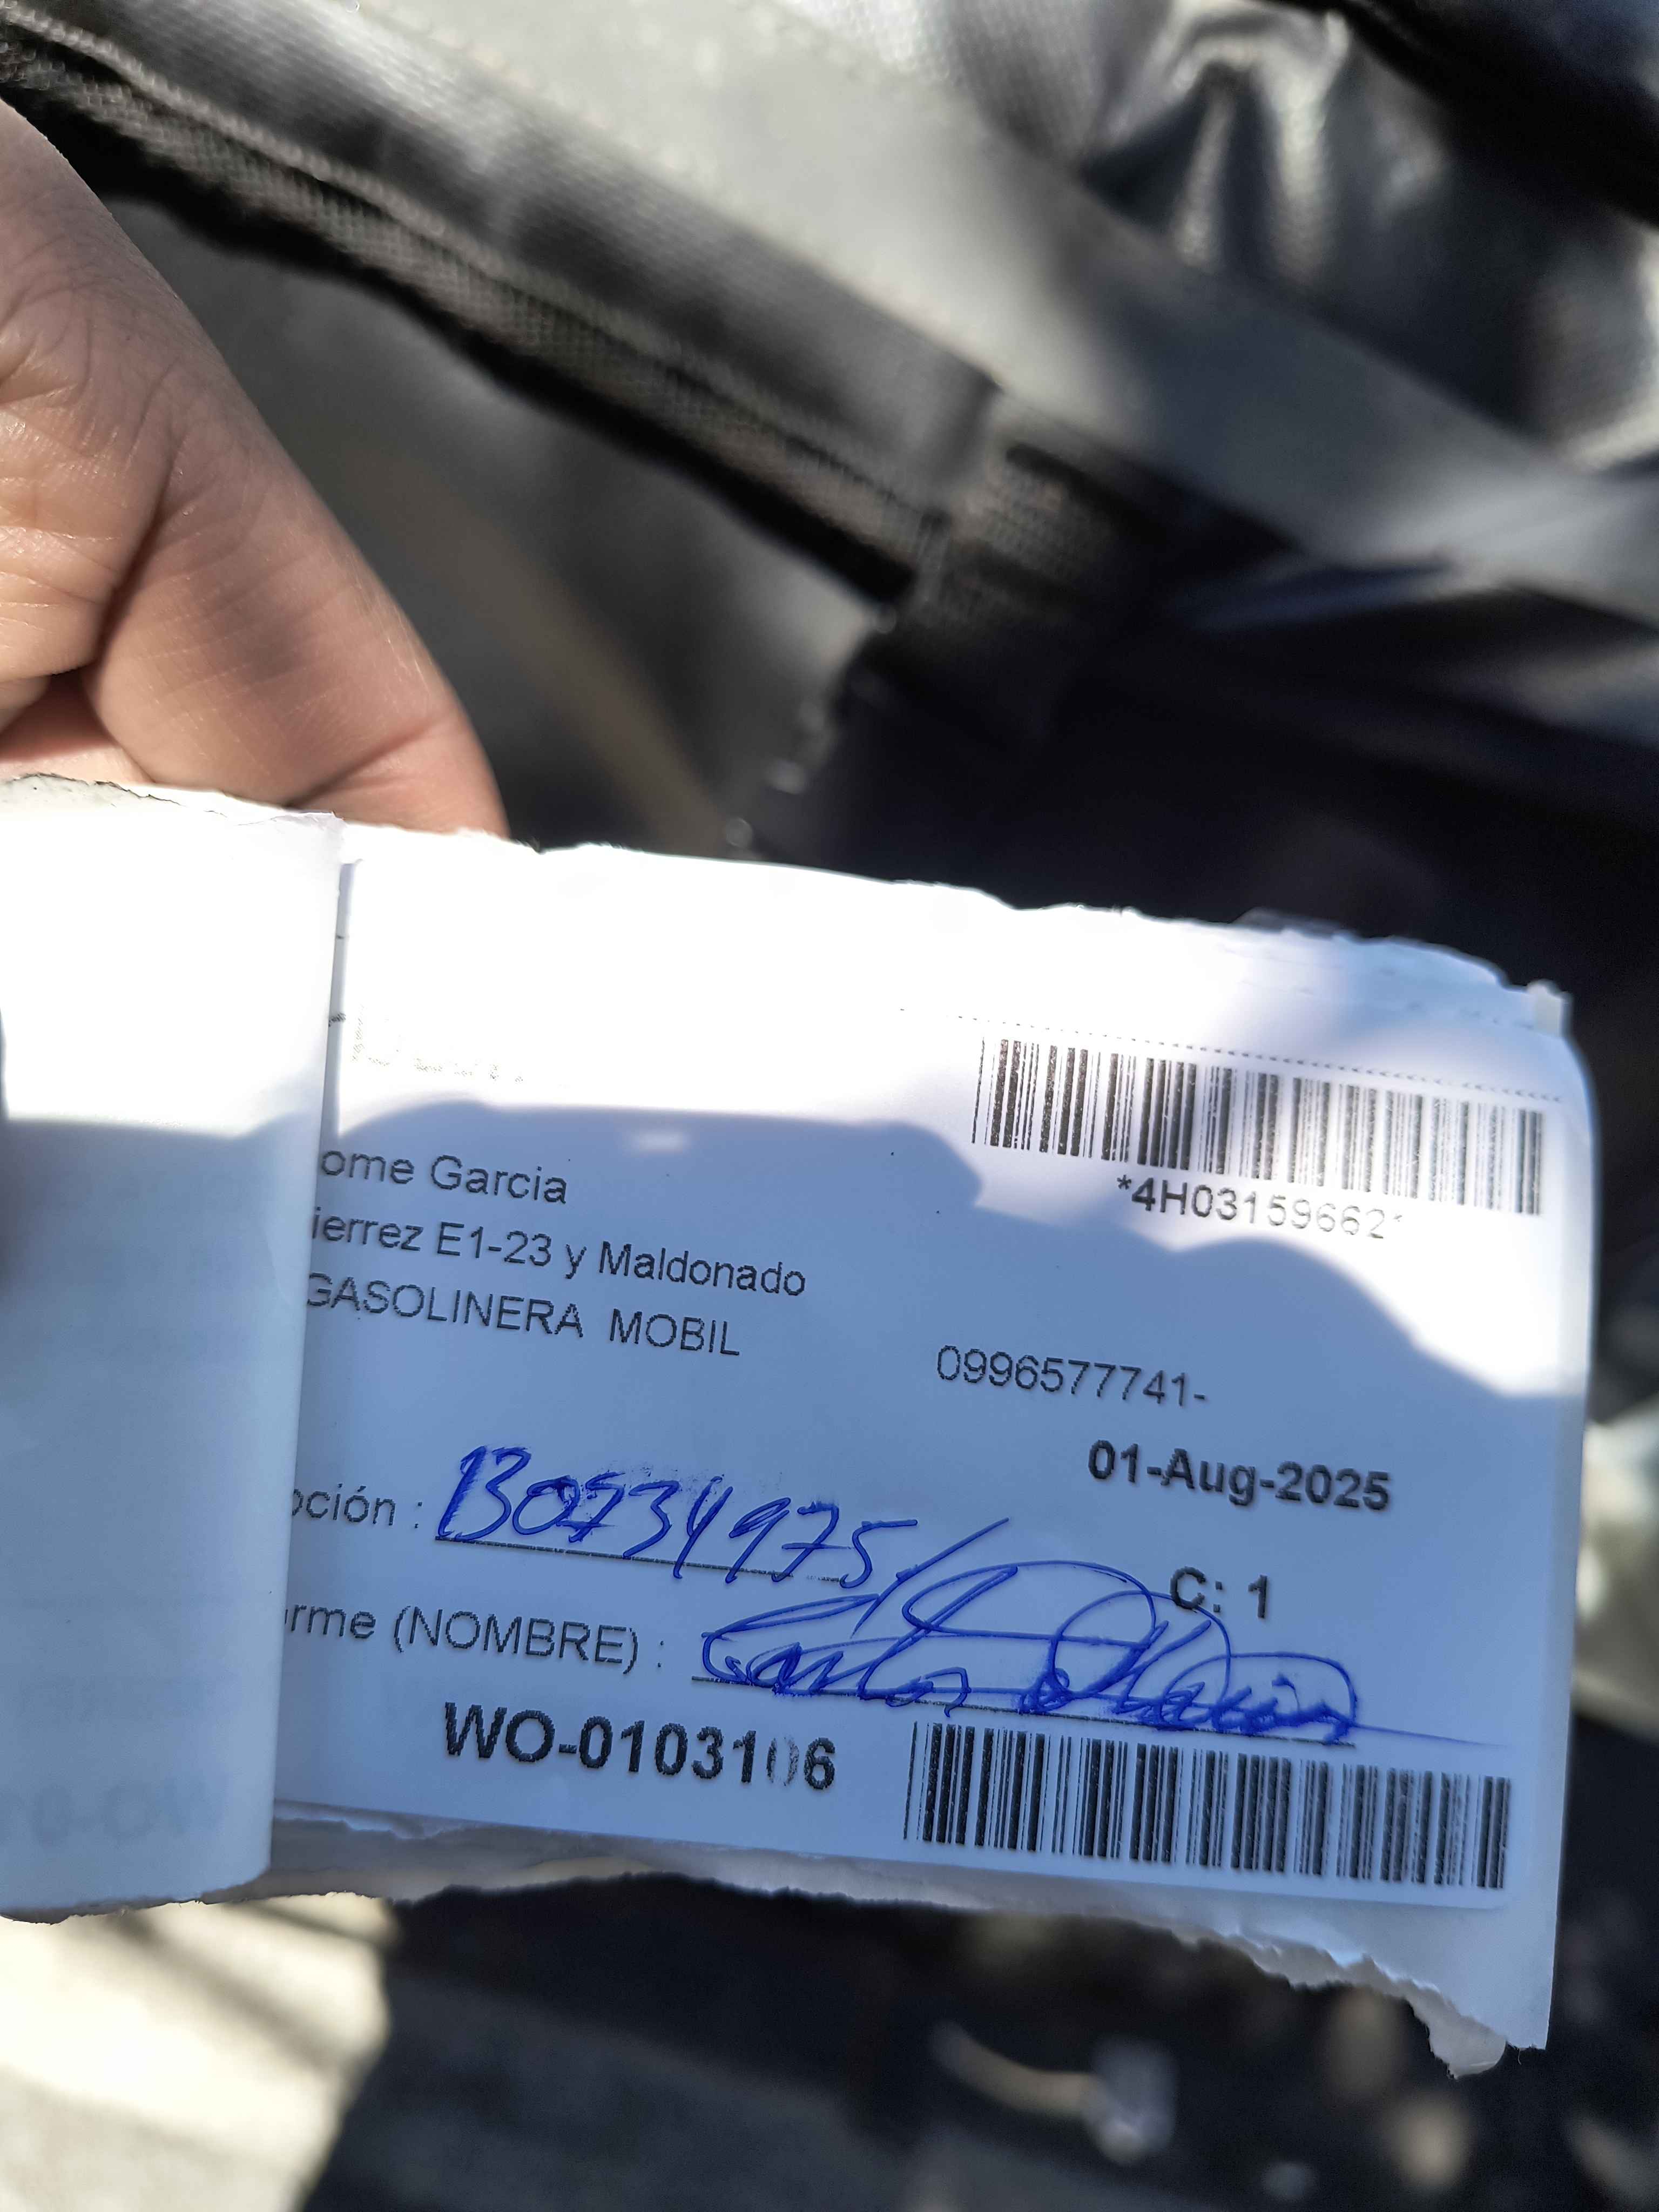 *4H03159662*
ome Garcia
ierrez E1-23 y Maldonado
GASOLINERA MOBIL
0996577741-
01-Aug-2025
pción :
C: 1
rme (NOMBRE) : Carlos
WO-0103106